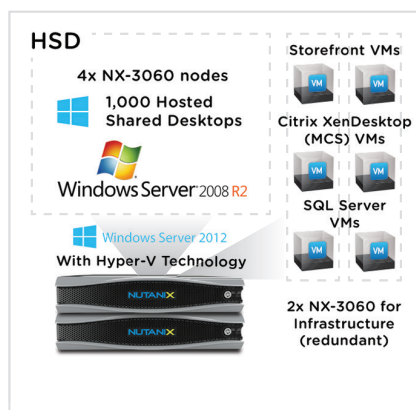 HSD
4x NX-3060 nodes
1,000 Hosted
Shared Desktops
Windows Server 2008 R2
Windows Server 2012
With Hyper-V Technology
NUTANIX
NUTANIX
Storefront VMs
VM
VM
Citrix XenDesktop
(MCS) VMs
VM
VM
SQL Server
VMs
VM
VM
2x NX-3060 for
Infrastructure
(redundant)